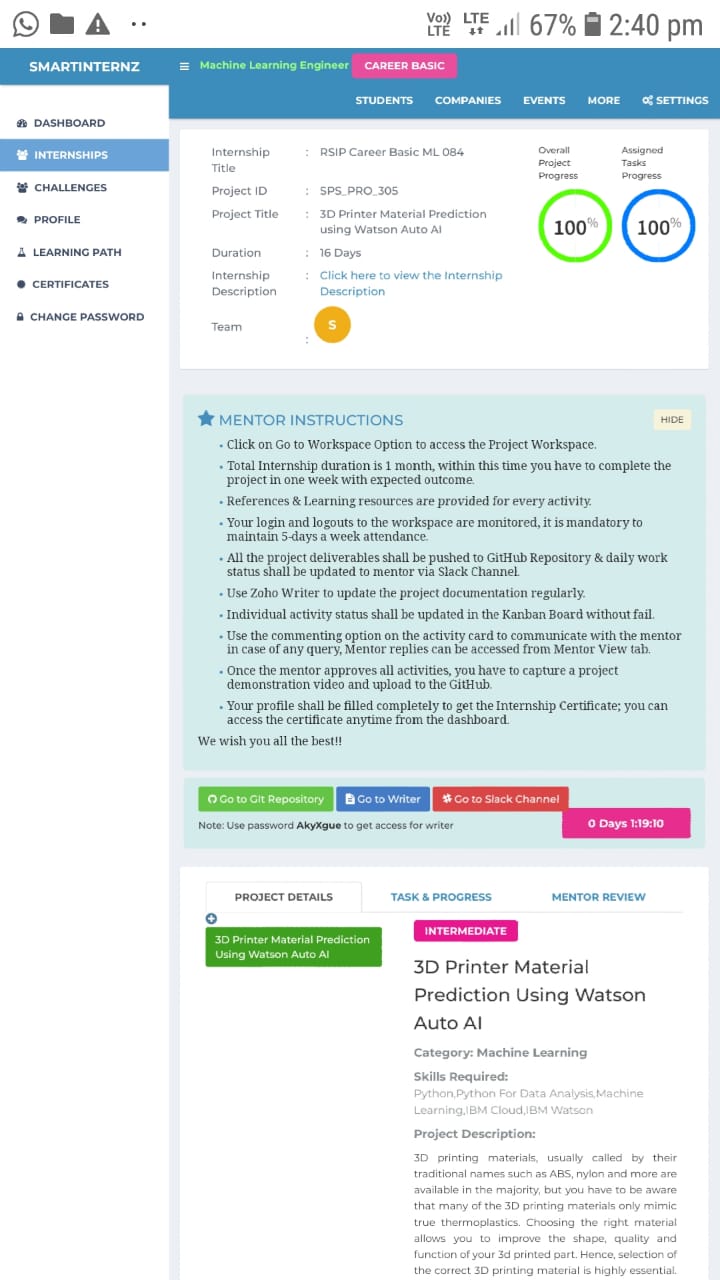 Vo)) LTE LTE 67% 2:40 pm
SMARTINTERNZ
Machine Learning Engineer CAREER BASIC
STUDENTS COMPANIES EVENTS MORE SETTINGS
DASHBOARD
INTERNSHIPS
CHALLENGES
PROFILE
LEARNING PATH
CERTIFICATES
CHANGE PASSWORD
Internship Title : RSIP Career Basic ML 084
Project ID : SPS_PRO_305
Project Title : 3D Printer Material Prediction
using Watson Auto AI
Duration : 16 Days
Internship Description : Click here to view the Internship
Description
Team : S
Overall
Project
Progress
100%
Assigned
Tasks
Progress
100%
MENTOR INSTRUCTIONS HIDE
• Click on Go to Workspace Option to access the Project Workspace.
• Total Internship duration is 1 month, within this time you have to complete the
project in one week with expected outcome.
• References & Learning resources are provided for every activity.
• Your login and logouts to the workspace are monitored, it is mandatory to
maintain 5-days a week attendance.
• All the project deliverables shall be pushed to GitHub Repository & daily work
status shall be updated to mentor via Slack Channel.
• Use Zoho Writer to update the project documentation regularly.
• Individual activity status shall be updated in the Kanban Board without fail.
• Use the commenting option on the activity card to communicate with the mentor
in case of any query, Mentor replies can be accessed from Mentor View tab.
• Once the mentor approves all activities, you have to capture a project
demonstration video and upload to the GitHub.
• Your profile shall be filled completely to get the Internship Certificate; you can
access the certificate anytime from the dashboard.
We wish you all the best!!
Go to Git Repository Go to Writer Go to Slack Channel
Note: Use password AkyXgue to get access for writer
0 Days 1:19:10
PROJECT DETAILS TASK & PROGRESS MENTOR REVIEW
3D Printer Material Prediction
Using Watson Auto AI
INTERMEDIATE
3D Printer Material
Prediction Using Watson
Auto AI
Category: Machine Learning
Skills Required:
Python,Python For Data Analysis,Machine
Learning,IBM Cloud,IBM Watson
Project Description:
3D printing materials, usually called by their
traditional names such as ABS, nylon and more are
available in the majority, but you have to be aware
that many of the 3D printing materials only mimic
true thermoplastics. Choosing the right material
allows you to improve the shape, quality and
function of your 3d printed part. Hence, selection of
the correct 3D printing material is highly essential.